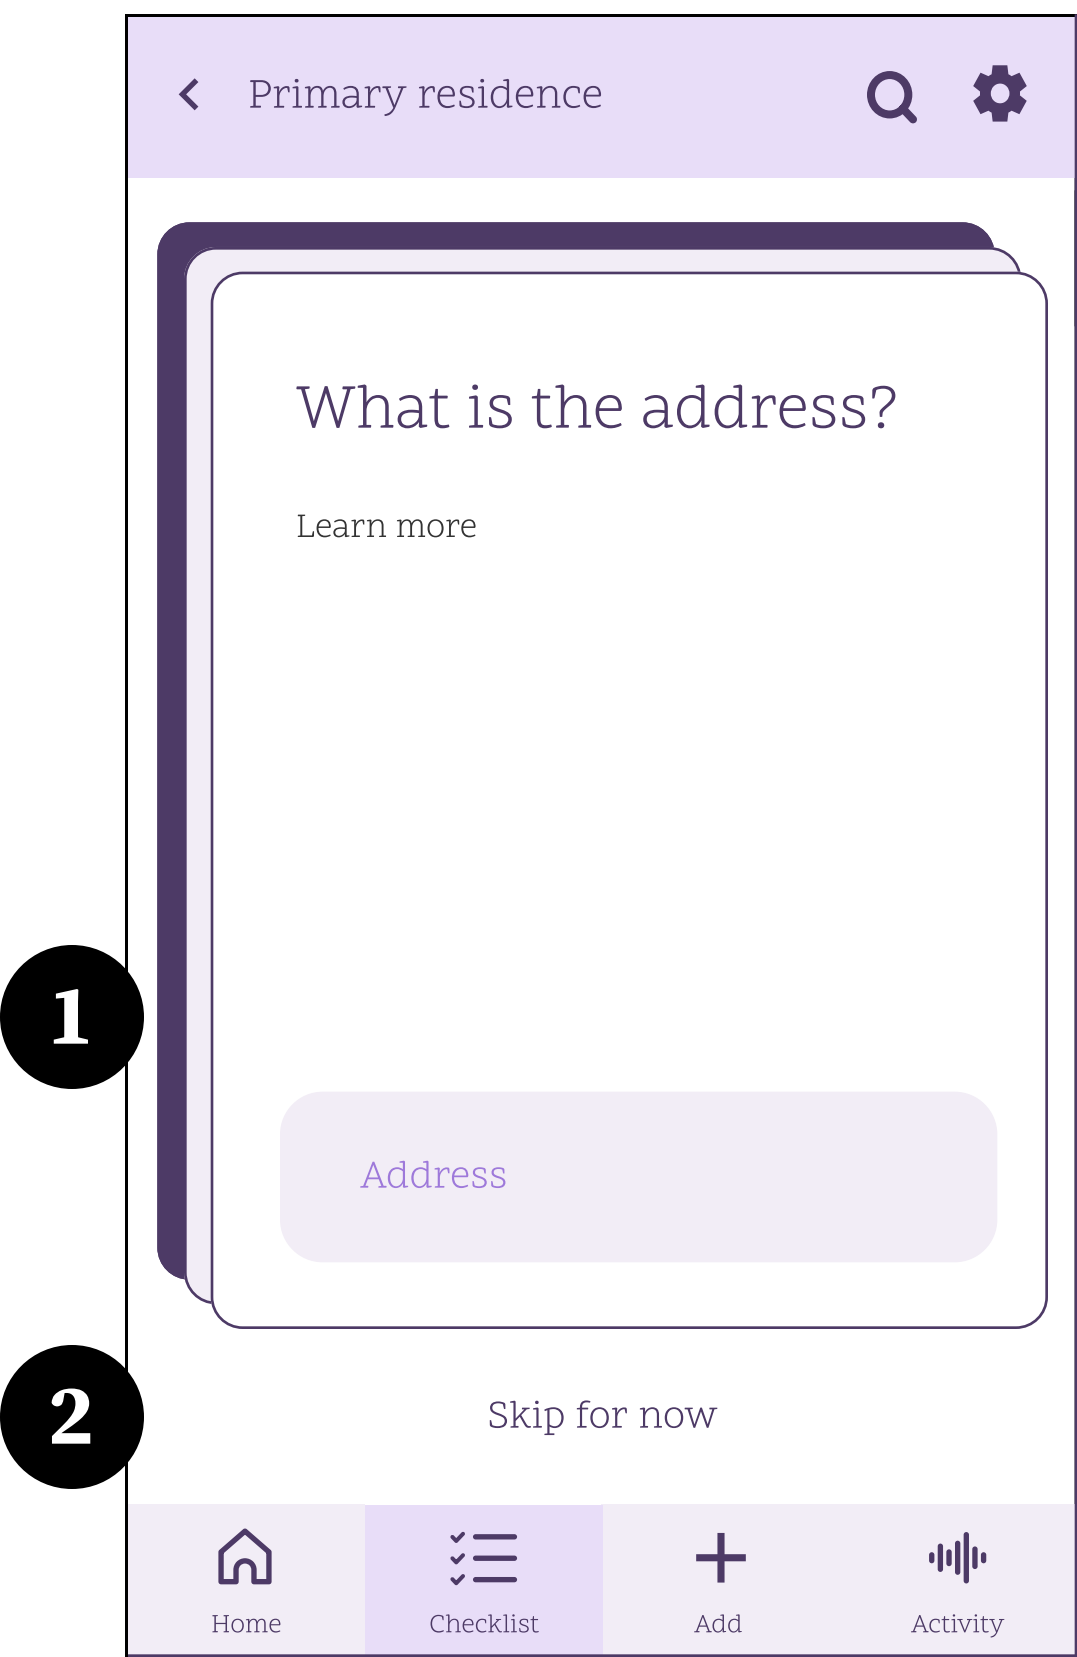 Primary residence
What is the address?
Learn more
1
Address
2
Skip for now
Home
Checklist
Add
Activity